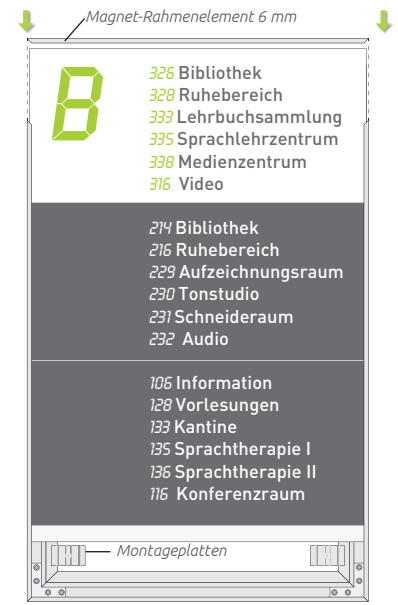 Magnet-Rahmenelement 6 mm
B
326 Bibliothek
328 Ruhebereich
333 Lehrbuchsammlung
335 Sprachlehrzentrum
338 Medienzentrum
316 Video
214 Bibliothek
216 Ruhebereich
229 Aufzeichnungsraum
230 Tonstudio
231 Schneideraum
232 Audio
106 Information
128 Vorlesungen
133 Kantine
135 Sprachtherapie I
136 Sprachtherapie II
116 Konferenzraum
Montageplatten